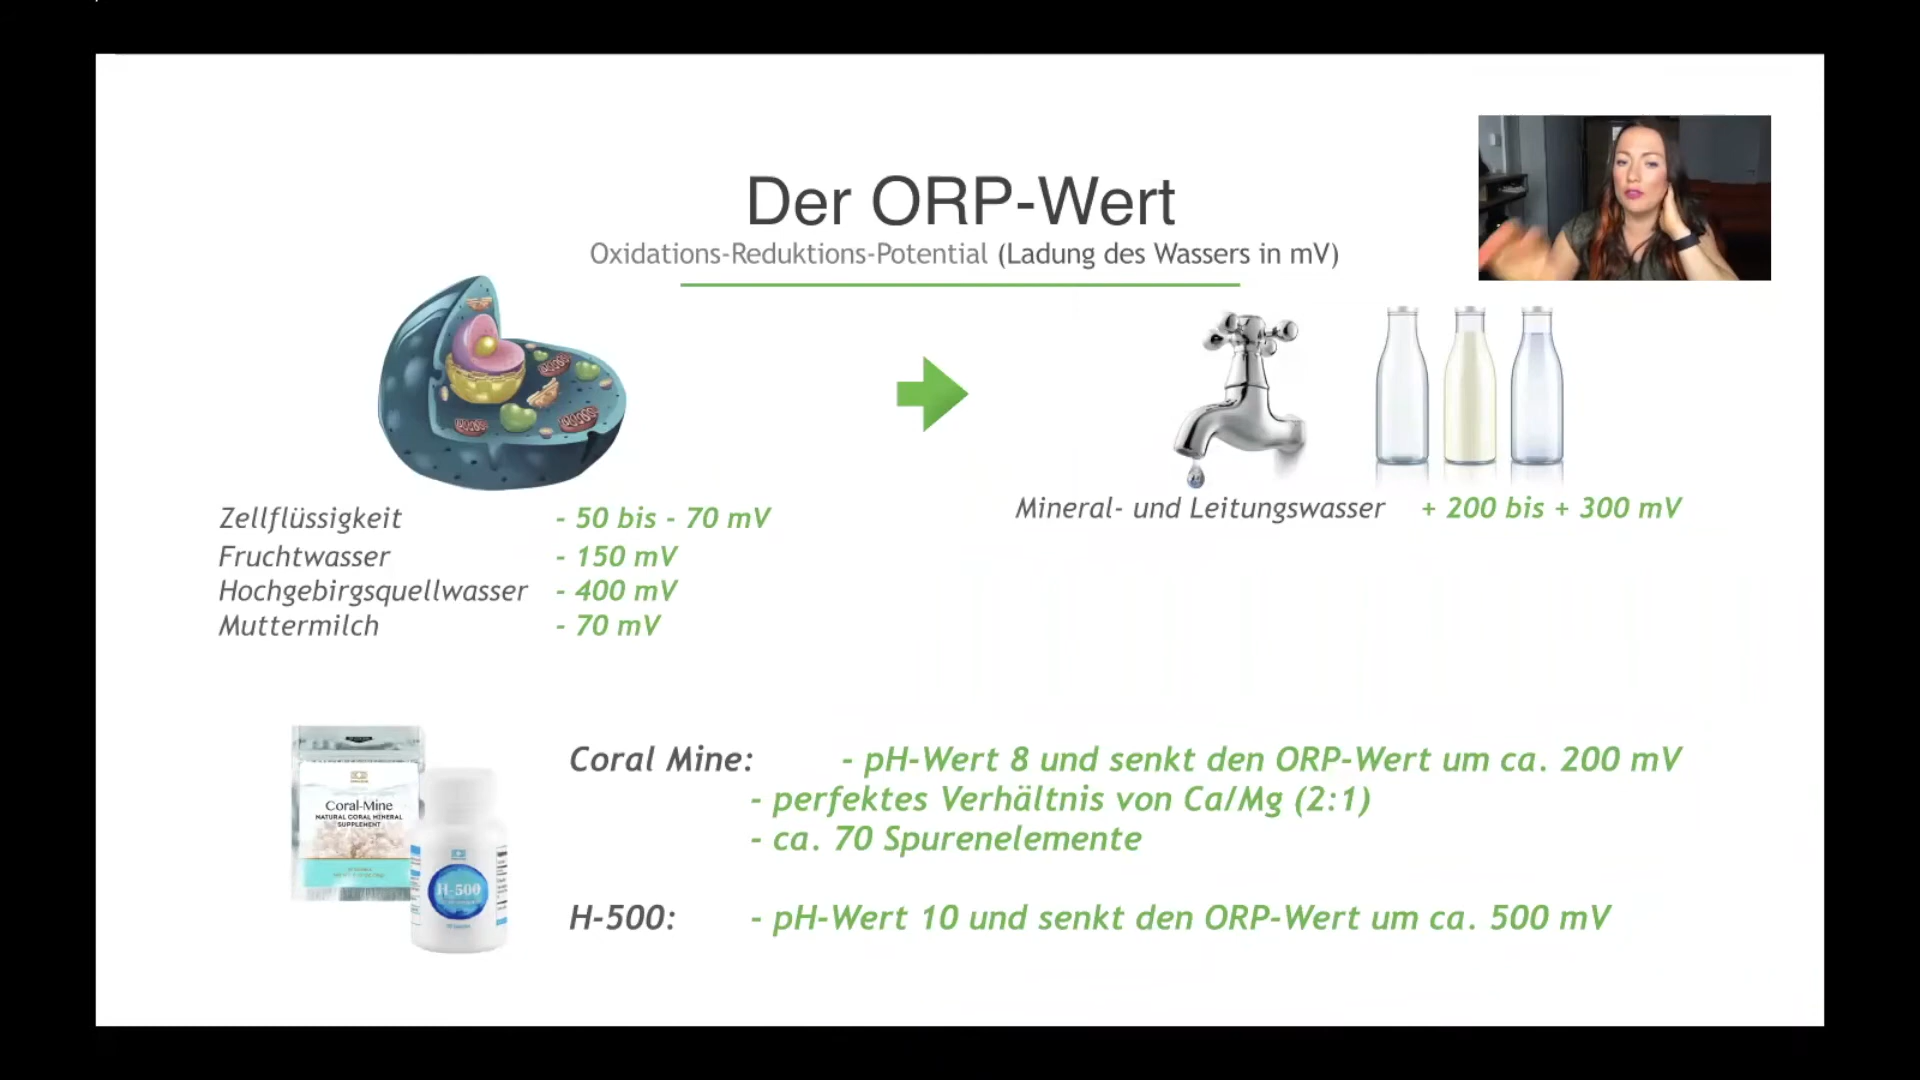 Der ORP-Wert
Oxidations-Reduktions-Potential (Ladung des Wassers in mV)
Zellflüssigkeit - 50 bis - 70 mV
Fruchtwasser - 150 mV
Hochgebirgsquellwasser - 400 mV
Muttermilch - 70 mV
Mineral- und Leitungswasser + 200 bis + 300 mV
Coral-Mine
NATURAL CORAL MINERAL
SUPPLEMENT
H-500
Coral Mine: - pH-Wert 8 und senkt den ORP-Wert um ca. 200 mV
- perfektes Verhältnis von Ca/Mg (2:1)
- ca. 70 Spurenelemente
H-500: - pH-Wert 10 und senkt den ORP-Wert um ca. 500 mV